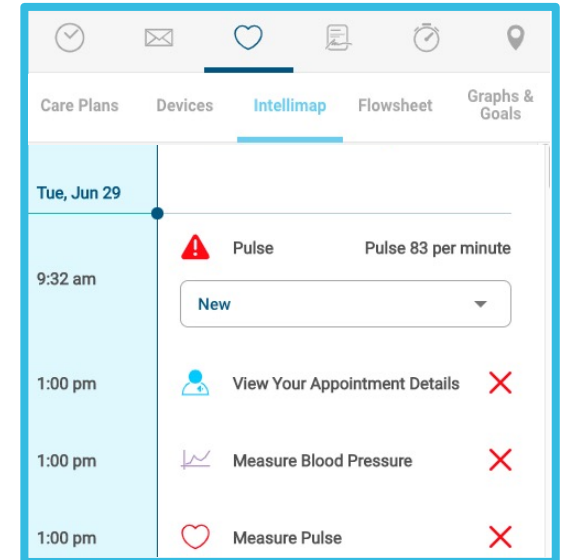 Care Plans Devices Intellimap Flowsheet Graphs &
Goals
Tue, Jun 29
Pulse Pulse 83 per minute
9:32 am
New
1:00 pm View Your Appointment Details
1:00 pm Measure Blood Pressure
1:00 pm Measure Pulse